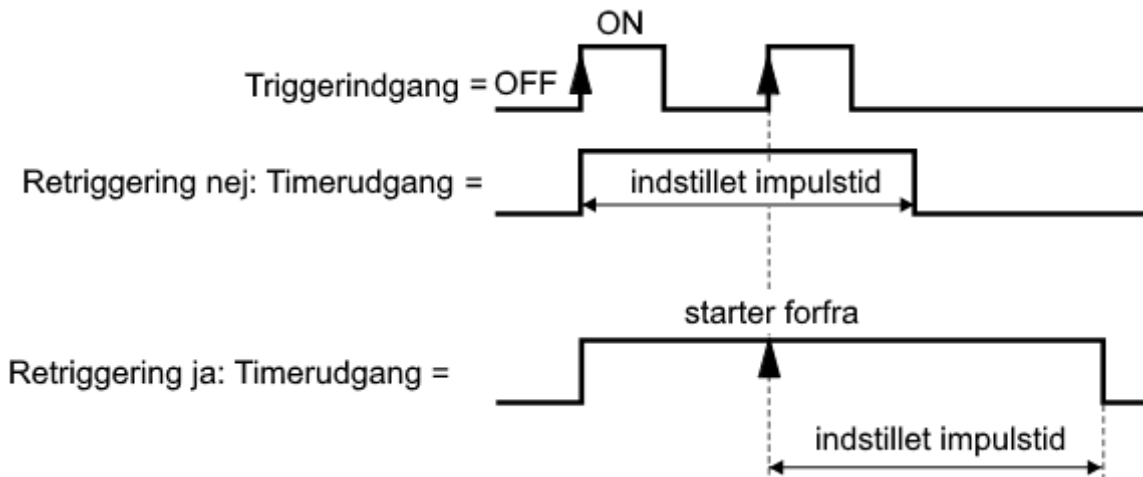 ON
Triggerindgang = OFF
Retriggering nej: Timerudgang =
indstillet impulstid
starter forfra
Retriggering ja: Timerudgang =
indstillet impulstid